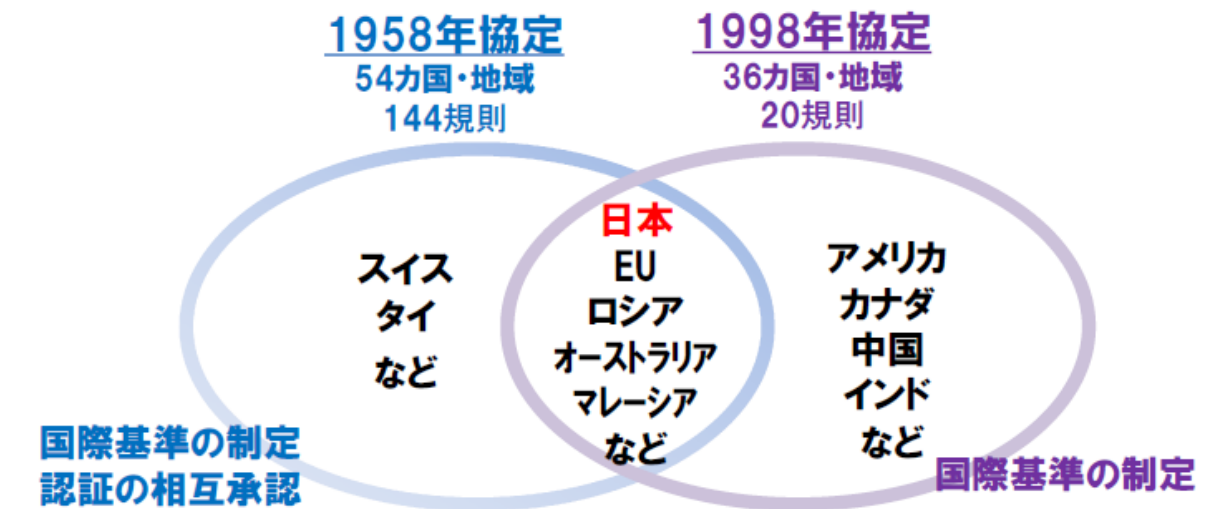 1958年協定
54カ国・地域
144規則
1998年協定
36カ国・地域
20規則
スイス
タイ
など
日本
EU
ロシア
オーストラリア
マレーシア
など
アメリカ
カナダ
中国
インド
など
国際基準の制定
認証の相互承認
国際基準の制定